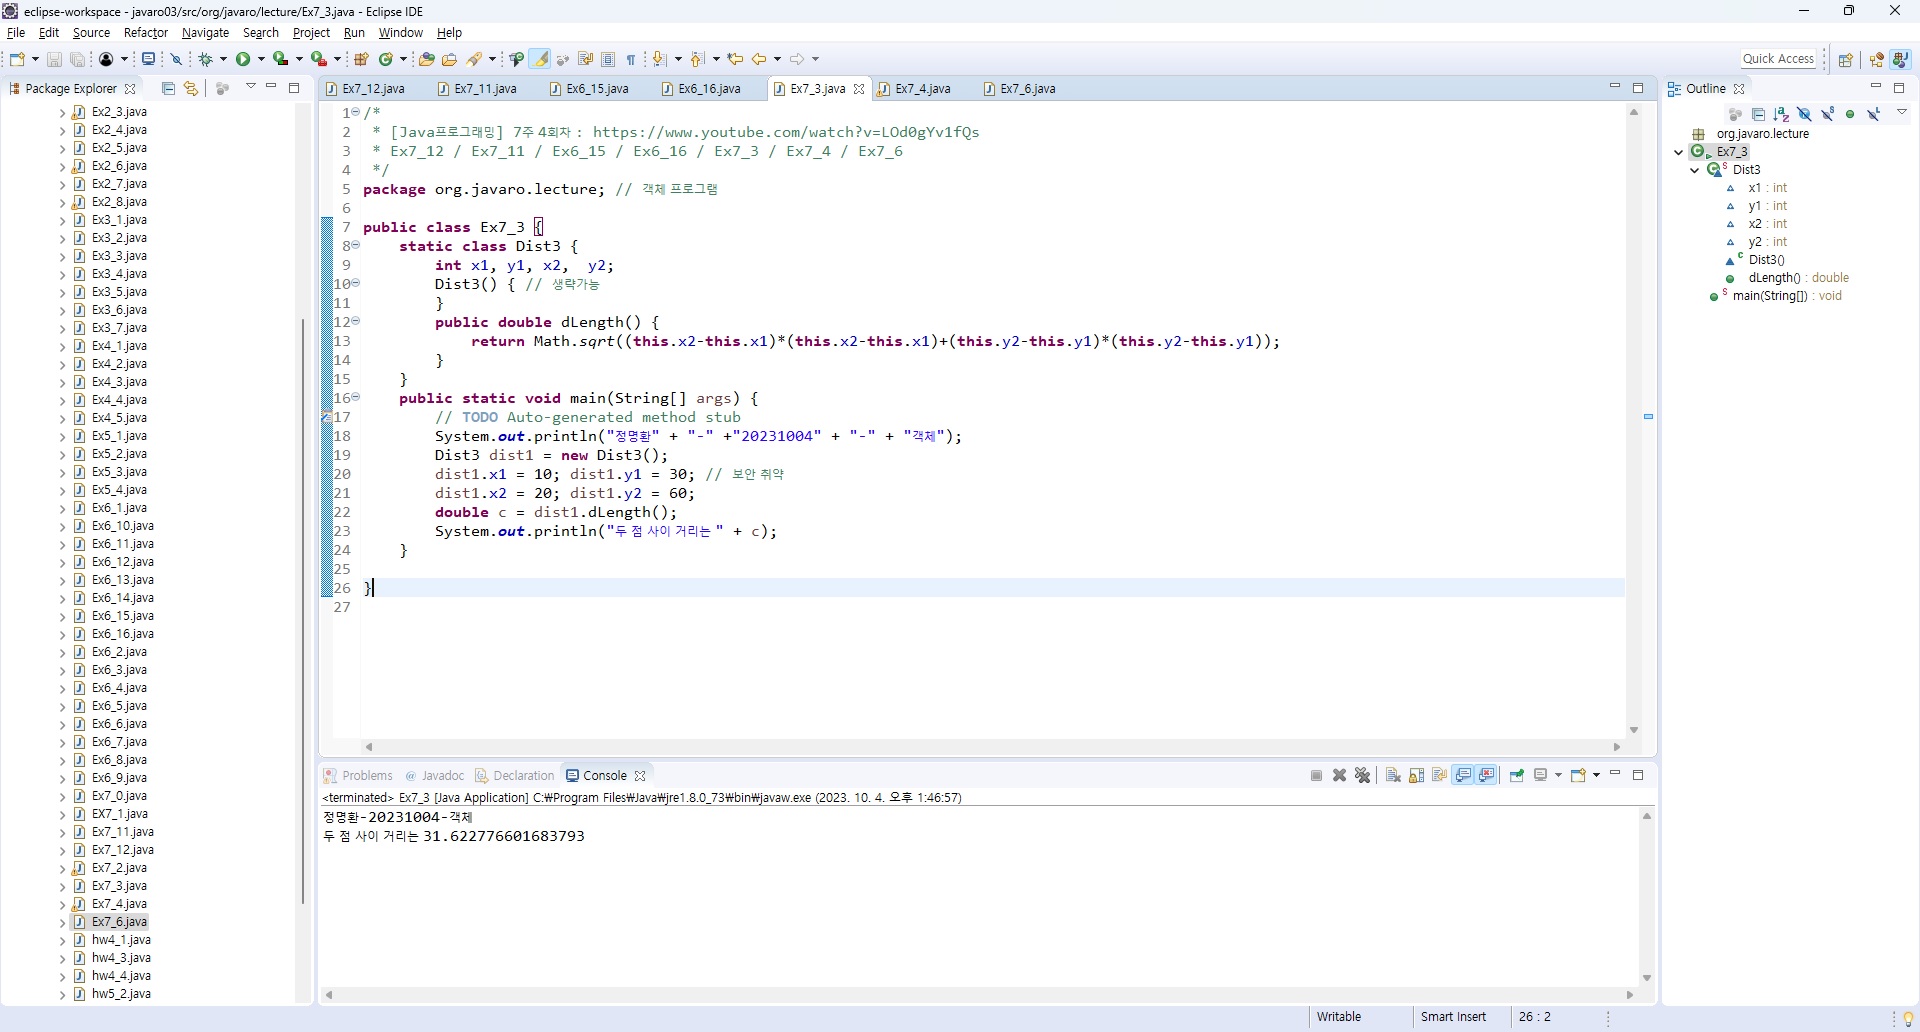 eclipse-workspace - javaro03/src/org/javaro/lecture/Ex7_3.java - Eclipse IDE
File Edit Source Refactor Navigate Search Project Run Window Help
Quick Access
Package Explorer
Ex2_3.java
Ex2_4.java
Ex2_5.java
Ex2_6.java
Ex2_7.java
Ex2_8.java
Ex3_1.java
Ex3_2.java
Ex3_3.java
Ex3_4.java
Ex3_5.java
Ex3_6.java
Ex3_7.java
Ex4_1.java
Ex4_2.java
Ex4_3.java
Ex4_4.java
Ex4_5.java
Ex5_1.java
Ex5_2.java
Ex5_3.java
Ex5_4.java
Ex6_1.java
Ex6_10.java
Ex6_11.java
Ex6_12.java
Ex6_13.java
Ex6_14.java
Ex6_15.java
Ex6_16.java
Ex6_2.java
Ex6_3.java
Ex6_4.java
Ex6_5.java
Ex6_6.java
Ex6_7.java
Ex6_8.java
Ex6_9.java
Ex7_0.java
EX7_1.java
Ex7_11.java
Ex7_12.java
Ex7_2.java
Ex7_3.java
Ex7_4.java
Ex7_6.java
hw4_1.java
hw4_3.java
hw4_4.java
hw5_2.java
Ex7_12.java Ex7_11.java Ex6_15.java Ex6_16.java Ex7_3.java Ex7_4.java Ex7_6.java
1 /*
2  * [Java프로그래밍] 7주 4회차 : https://www.youtube.com/watch?v=LOd0gYv1fQs
3  * Ex7_12 / Ex7_11 / Ex6_15 / Ex6_16 / Ex7_3 / Ex7_4 / Ex7_6
4  */
5 package org.javaro.lecture; // 객체 프로그램
6
7 public class Ex7_3 {
8     static class Dist3 {
9         int x1, y1, x2,  y2;
10         Dist3() { // 생략가능
11         }
12         public double dLength() {
13             return Math.sqrt((this.x2-this.x1)*(this.x2-this.x1)+(this.y2-this.y1)*(this.y2-this.y1));
14         }
15     }
16     public static void main(String[] args) {
17         // TODO Auto-generated method stub
18         System.out.println("정명환" + "-" +"20231004" + "-" + "객체");
19         Dist3 dist1 = new Dist3();
20         dist1.x1 = 10; dist1.y1 = 30; // 보안 취약
21         dist1.x2 = 20; dist1.y2 = 60;
22         double c = dist1.dLength();
23         System.out.println("두 점 사이 거리는 " + c);
24     }
25
26 }
27
Problems @ Javadoc Declaration Console
<terminated> Ex7_3 [Java Application] C:₩Program Files₩Java₩jre1.8.0_73₩bin₩javaw.exe (2023. 10. 4. 오후 1:46:57)
정명환-20231004-객체
두 점 사이 거리는 31.622776601683793
Outline
org.javaro.lecture
Ex7_3
Dist3
x1 : int
y1 : int
x2 : int
y2 : int
Dist3()
dLength() : double
main(String[]) : void
Writable Smart Insert 26 : 2